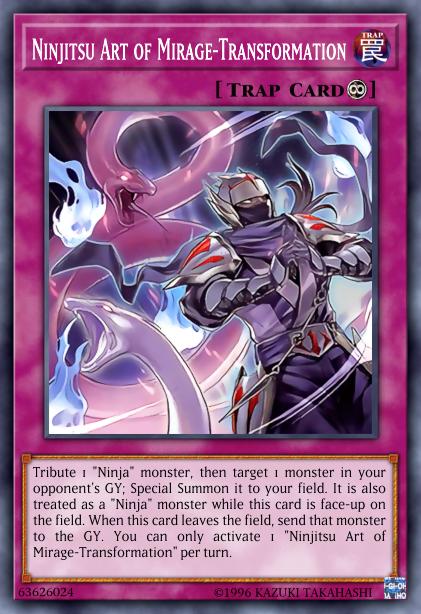 Ninjitsu Art of Mirage-Transformation
TRAP
罠
[Trap Card]
Tribute 1 "Ninja" monster, then target 1 monster in your
opponent's GY; Special Summon it to your field. It is also
treated as a "Ninja" monster while this card is face-up on
the field. When this card leaves the field, send that monster
to the GY. You can only activate 1 "Ninjitsu Art of
Mirage-Transformation" per turn.
63626024
©1996 KAZUKI TAKAHASHI